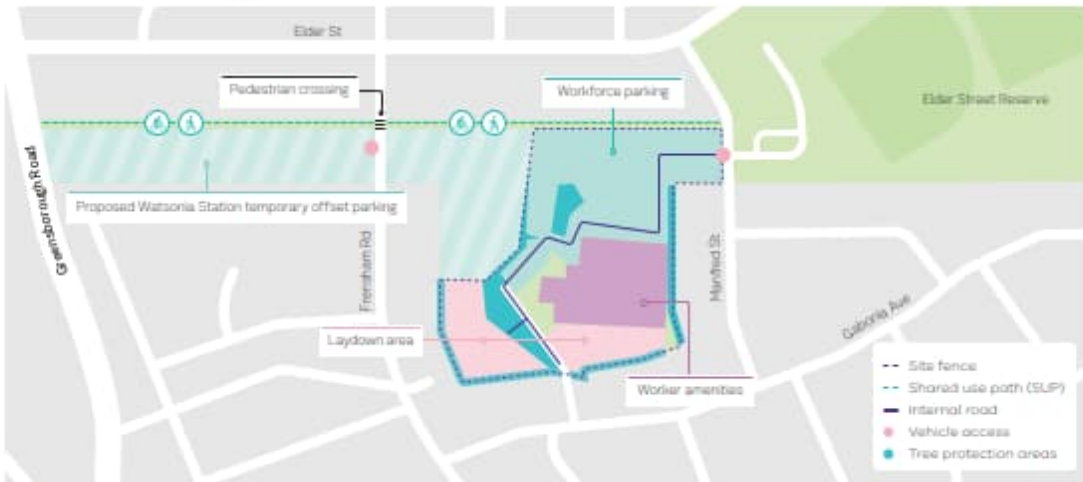 Elder St
Pedestrian crossing
Workforce parking
Elder Street Reserve
Greensborough Road
Proposed Watsonia Station temporary offset parking
Frensham Rd
Manfred St
Gabonia Ave
Laydown area
Worker amenities
Site fence
Shared use path (SUP)
Internal road
Vehicle access
Tree protection areas